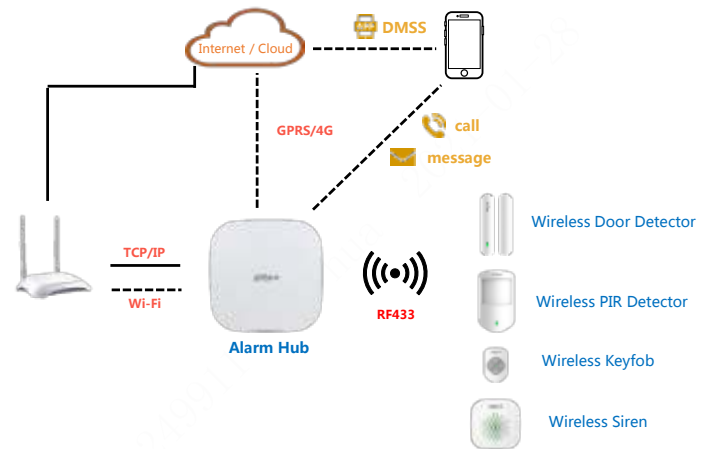 Internet / Cloud
DMSS
GPRS/4G
call
message
TCP/IP
Wi-Fi
RF433
Alarm Hub
Wireless Door Detector
Wireless PIR Detector
Wireless Keyfob
Wireless Siren